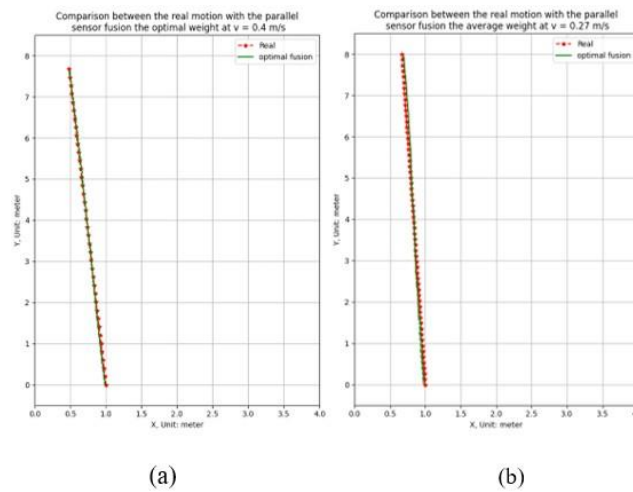 Comparison between the real motion with the parallel
sensor fusion the optimal weight at v = 0.4 m/s
Real
optimal fusion
8
7
6
5
4
3
2
1
0
Y, Unit: meter
0.0 0.5 1.0 1.5 2.0 2.5 3.0 3.5 4.0
X, Unit: meter
(a)
Comparison between the real motion with the parallel
sensor fusion the average weight at v = 0.27 m/s
Real
optimal fusion
8
7
6
5
4
3
2
1
0
Y, Unit: meter
0.0 0.5 1.0 1.5 2.0 2.5 3.0 3.5
X, Unit: meter
(b)